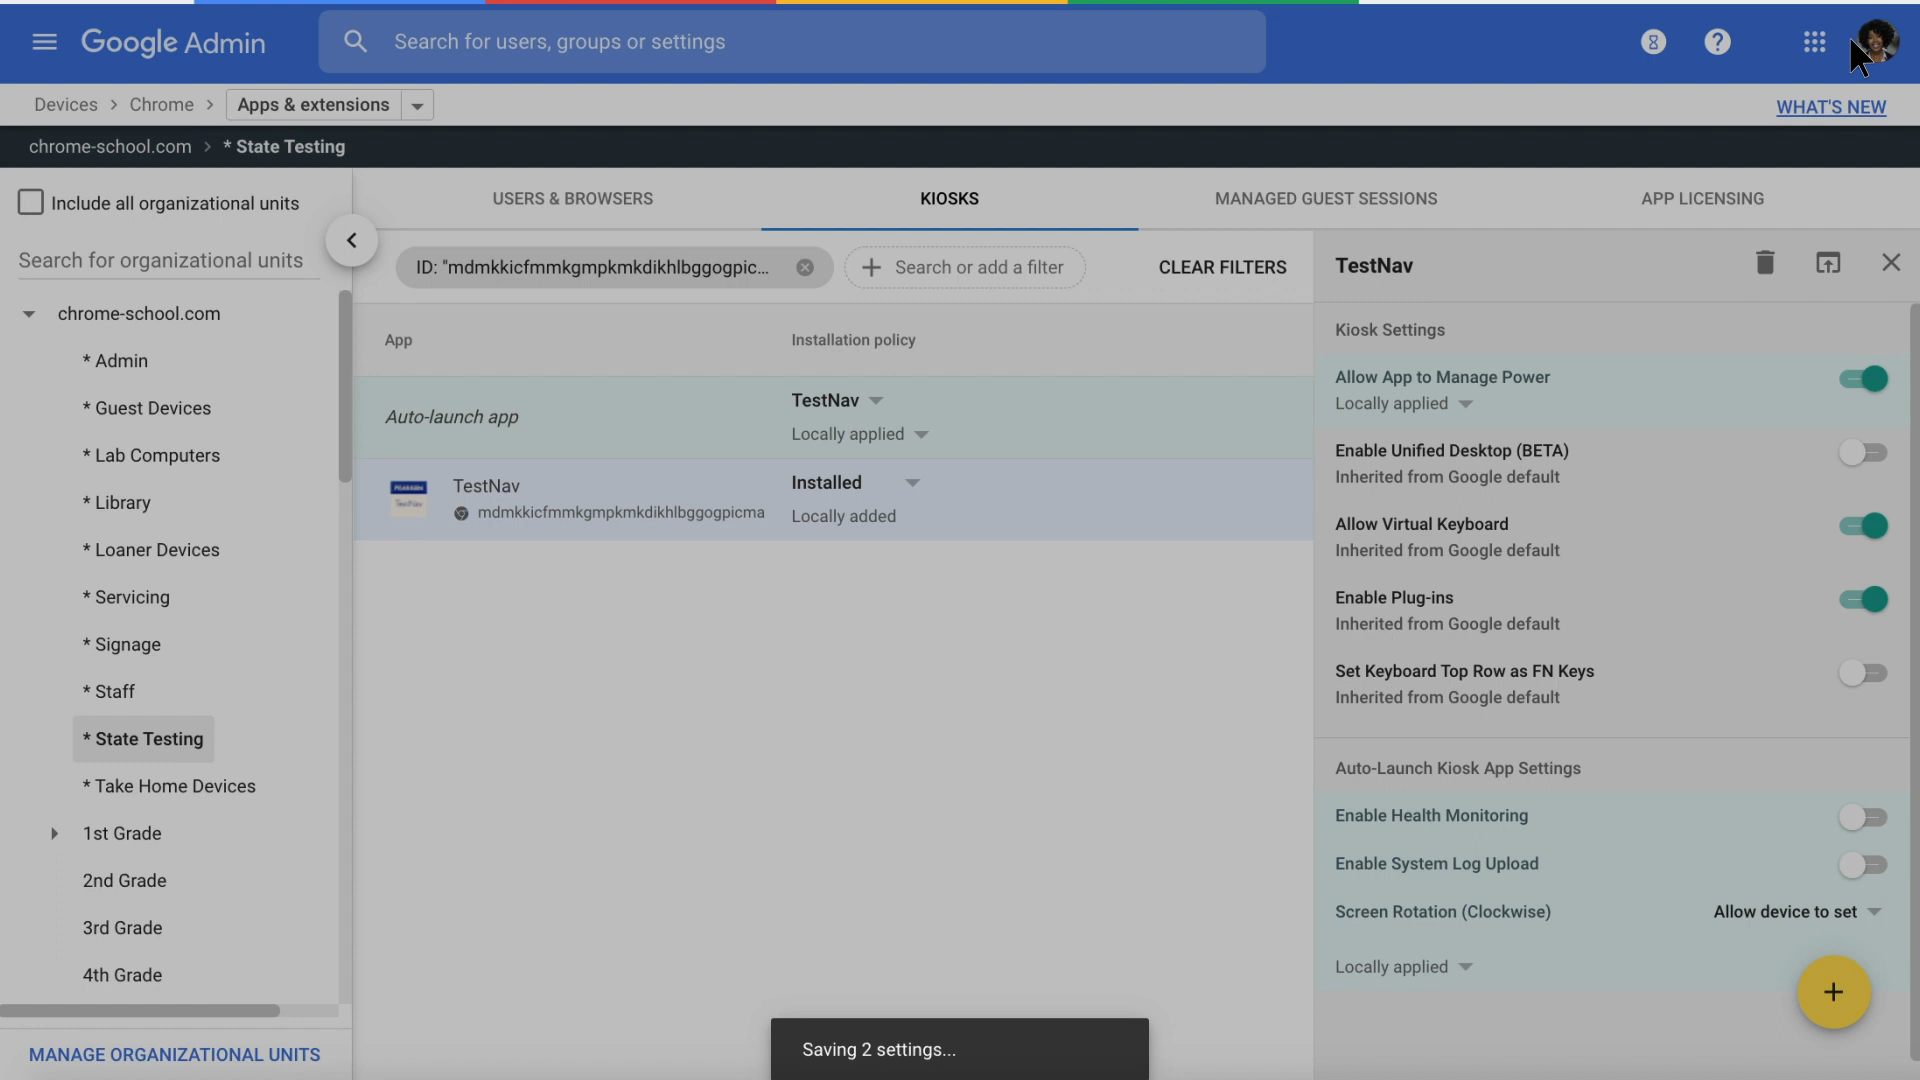 Google Admin
Search for users, groups or settings
Devices > Chrome > Apps & extensions
WHAT'S NEW
chrome-school.com > * State Testing
Include all organizational units
Search for organizational units
chrome-school.com
* Admin
* Guest Devices
* Lab Computers
* Library
* Loaner Devices
* Servicing
* Signage
* Staff
* State Testing
* Take Home Devices
1st Grade
2nd Grade
3rd Grade
4th Grade
MANAGE ORGANIZATIONAL UNITS
USERS & BROWSERS
KIOSKS
MANAGED GUEST SESSIONS
APP LICENSING
ID: "mdmkkicfmmkgmpkmkdikhlbggogpic...
+ Search or add a filter
CLEAR FILTERS
App
Installation policy
Auto-launch app
TestNav
Locally applied
TestNav
mdmkkicfmmkgmpkmkdikhlbggogpicma
Installed
Locally added
TestNav
Kiosk Settings
Allow App to Manage Power
Locally applied
Enable Unified Desktop (BETA)
Inherited from Google default
Allow Virtual Keyboard
Inherited from Google default
Enable Plug-ins
Inherited from Google default
Set Keyboard Top Row as FN Keys
Inherited from Google default
Auto-Launch Kiosk App Settings
Enable Health Monitoring
Enable System Log Upload
Screen Rotation (Clockwise)
Allow device to set
Locally applied
+
Saving 2 settings...